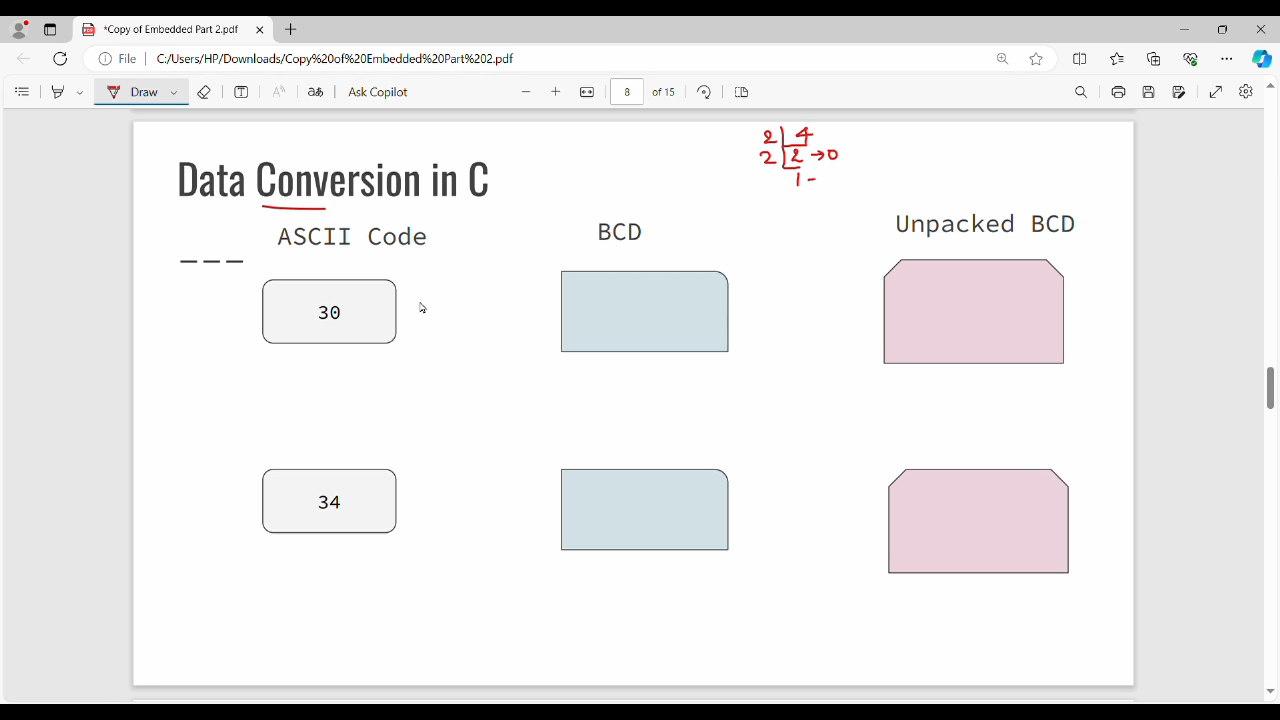 *Copy of Embedded Part 2.pdf
File C:/Users/HP/Downloads/Copy%20of%20Embedded%20Part%202.pdf
Draw Ask Copilot 8 of 15
2 4
2 2 → 0
1 -
Data Conversion in C
ASCII Code BCD Unpacked BCD
_ _ _
30
34